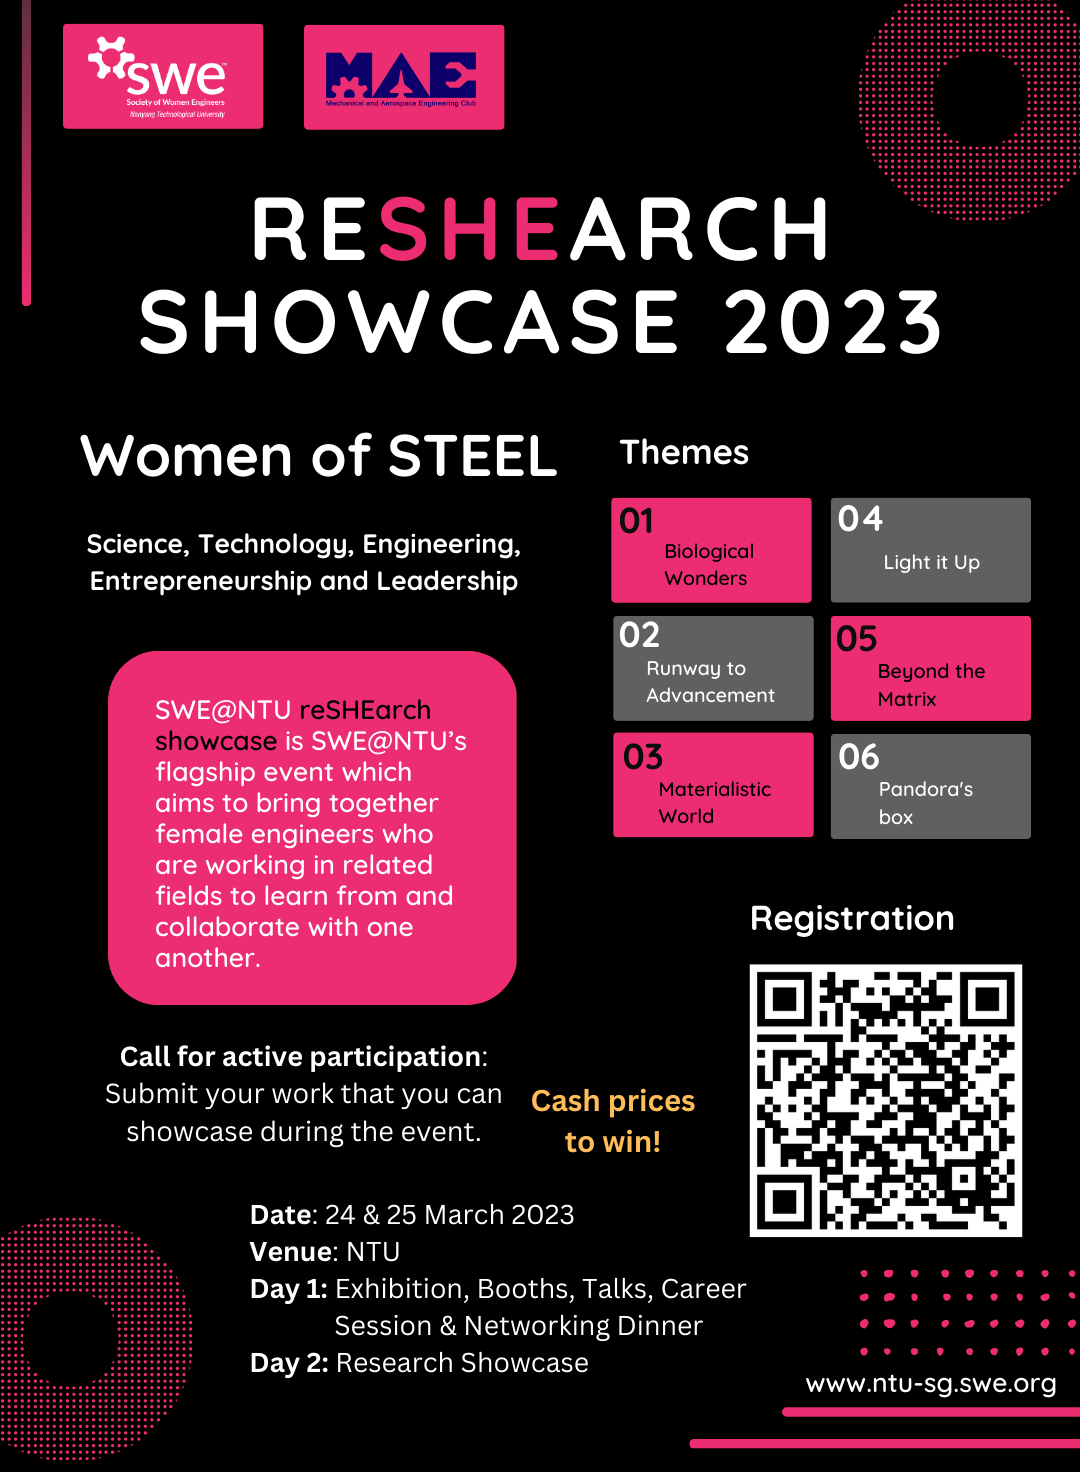 swe™
Society of Women Engineers
Nanyang Technological University
MAE
Mechanical and Aerospace Engineering Club
RESHEARCH
SHOWCASE 2023
Women of STEEL
Science, Technology, Engineering,
Entrepreneurship and Leadership
SWE@NTU reSHEarch
showcase is SWE@NTU’s
flagship event which
aims to bring together
female engineers who
are working in related
fields to learn from and
collaborate with one
another.
Call for active participation:
Submit your work that you can
showcase during the event.
Cash prices
to win!
Themes
01
Biological
Wonders
02
Runway to
Advancement
03
Materialistic
World
04
Light it Up
05
Beyond the
Matrix
06
Pandora's
box
Registration
Date: 24 & 25 March 2023
Venue: NTU
Day 1: Exhibition, Booths, Talks, Career
Session & Networking Dinner
Day 2: Research Showcase
www.ntu-sg.swe.org